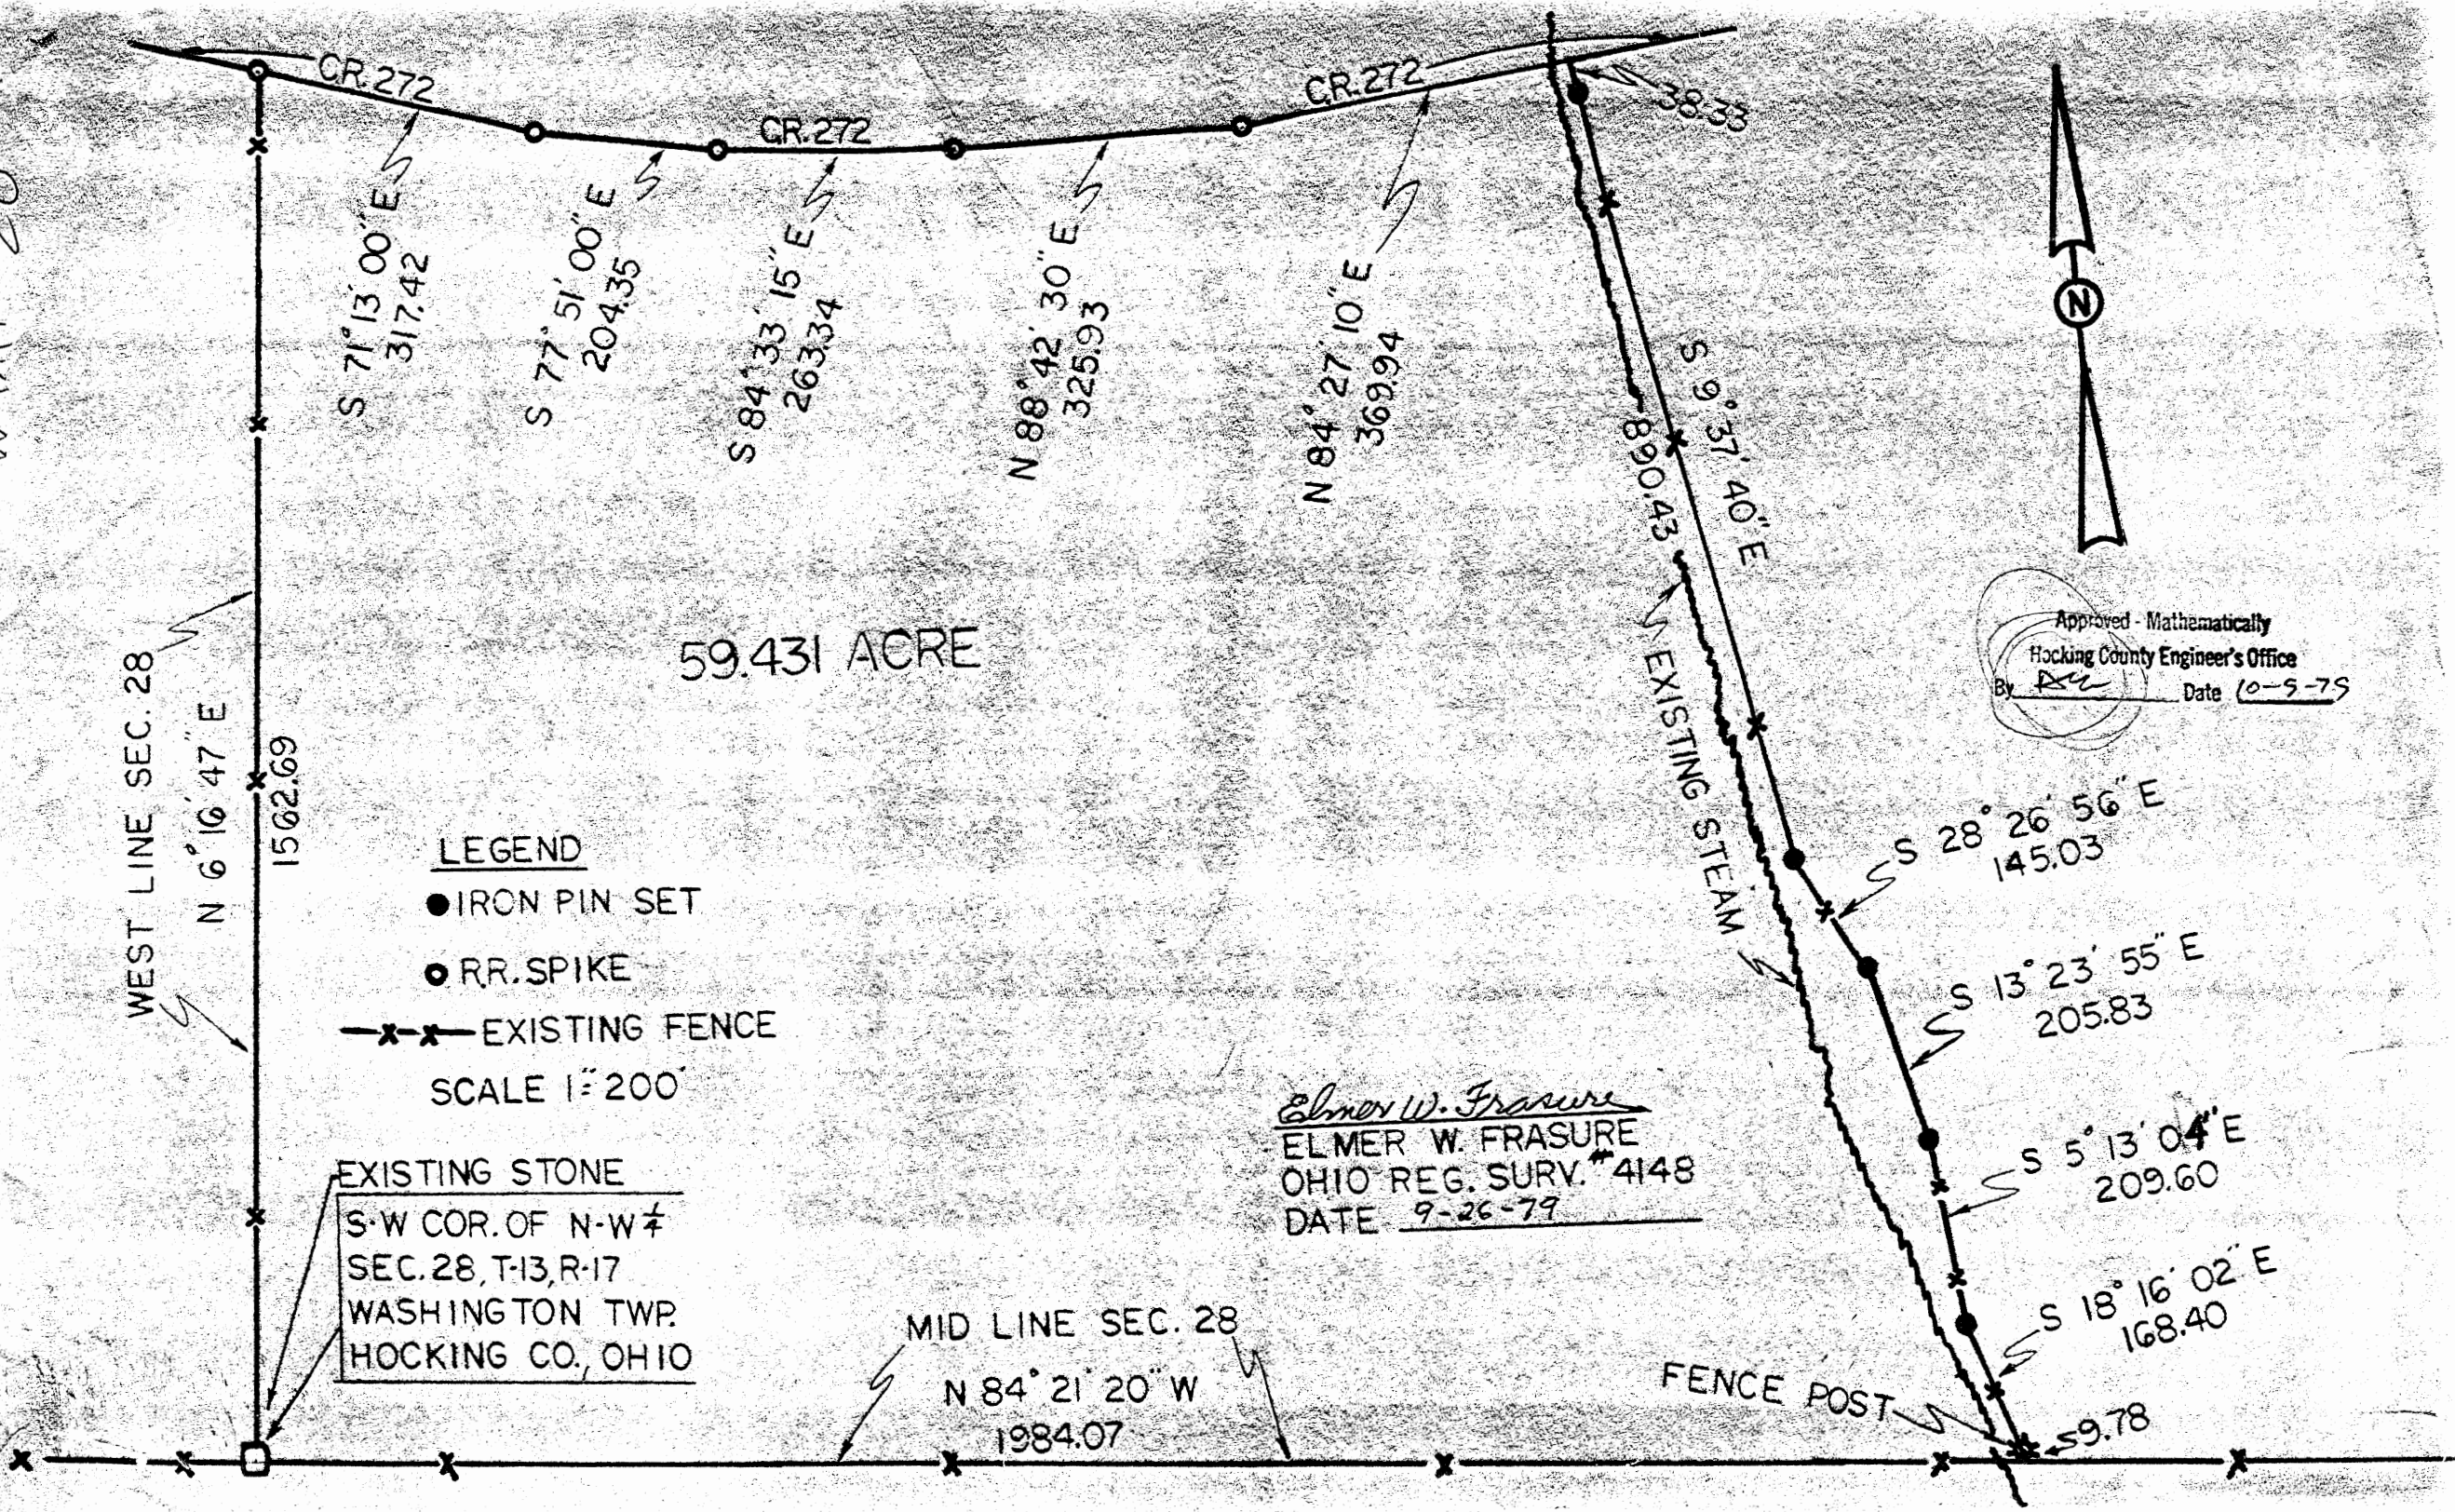 CR. 272
CR. 272
C.R. 272
38.33
S 71° 13' 00" E
317.42
S 77° 51' 00" E
204.35
S 84° 33' 15" E
263.34
N 88° 42' 30" E
325.93
N 84° 27' 10" E
369.94
S 9° 37' 40" E
890.43
N
59.431 ACRE
Approved - Mathematically
Hocking County Engineer's Office
By Date 10-5-79
WEST LINE SEC. 28
N 6° 16' 47" E
1562.69
EXISTING STEAM
S 28° 26' 56" E
145.03
LEGEND
IRON PIN SET
R.R. SPIKE
EXISTING FENCE
SCALE 1"=200'
S 13° 23' 55" E
205.83
Elmer W. Frasure
ELMER W. FRASURE
OHIO REG. SURV. #4148
DATE 9-26-79
S 5° 13' 04" E
209.60
EXISTING STONE
S-W COR. OF N-W 1/4
SEC. 28, T-13, R-17
WASHINGTON TWP.
HOCKING CO., OHIO
S 18° 16' 02" E
168.40
MID LINE SEC. 28
N 84° 21' 20" W
1984.07
FENCE POST
9.78